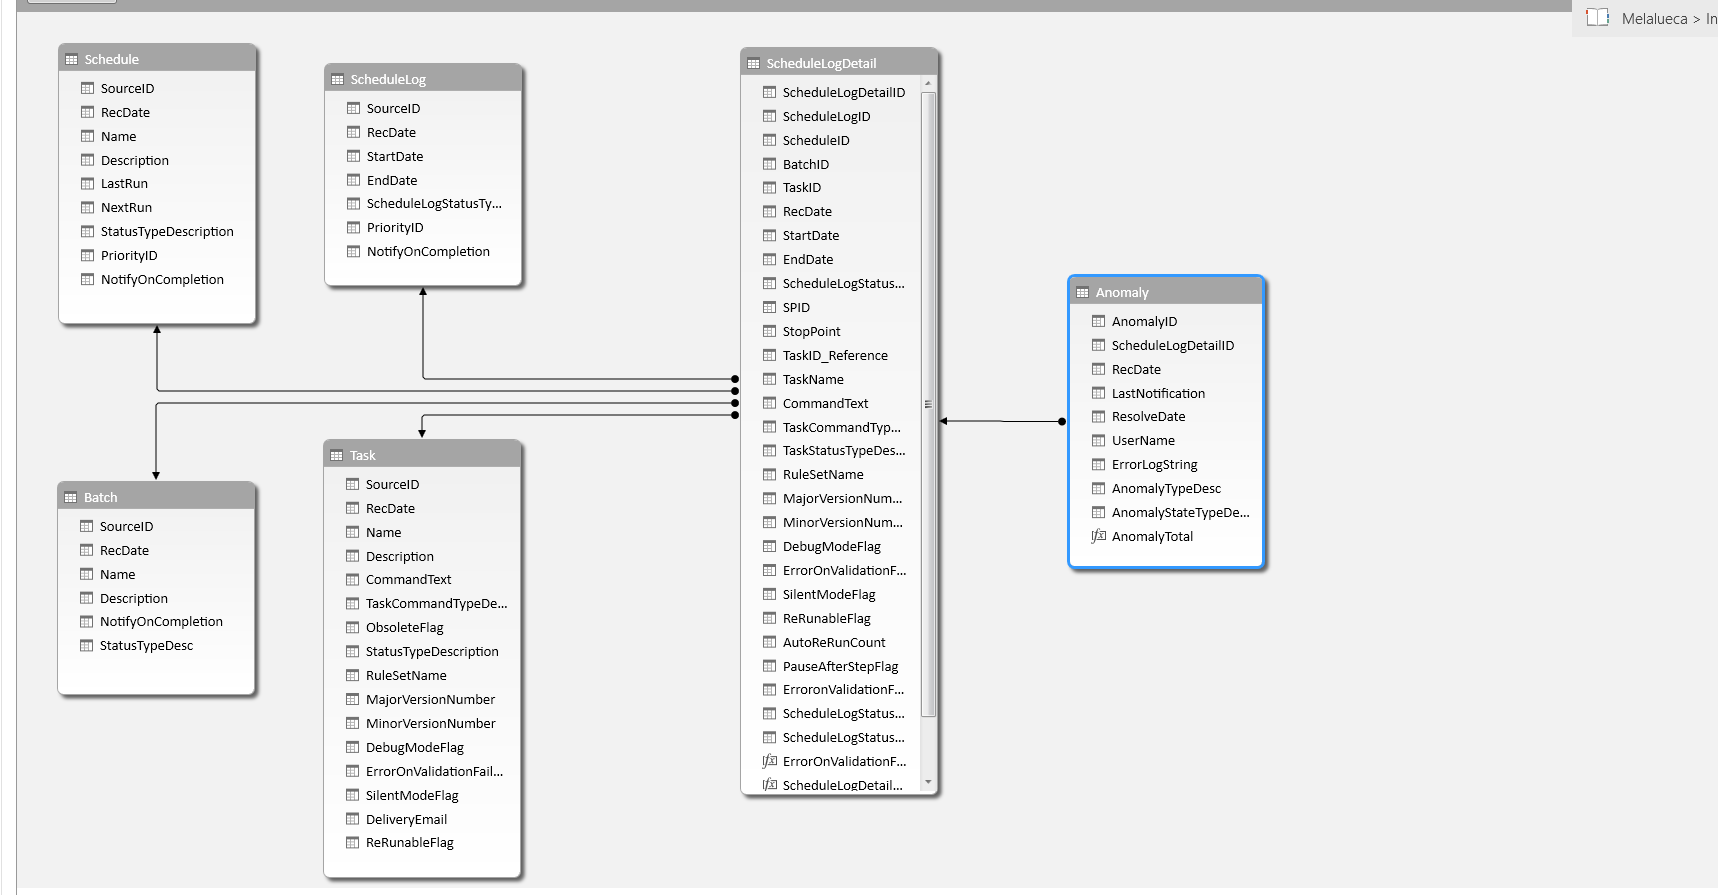 Melalueca > In
Schedule
SourceID
RecDate
Name
Description
LastRun
NextRun
StatusTypeDescription
PriorityID
NotifyOnCompletion
ScheduleLog
SourceID
RecDate
StartDate
EndDate
ScheduleLogStatusTy...
PriorityID
NotifyOnCompletion
Batch
SourceID
RecDate
Name
Description
NotifyOnCompletion
StatusTypeDesc
Task
SourceID
RecDate
Name
Description
CommandText
TaskCommandTypeDe...
ObsoleteFlag
StatusTypeDescription
RuleSetName
MajorVersionNumber
MinorVersionNumber
DebugModeFlag
ErrorOnValidationFail...
SilentModeFlag
DeliveryEmail
ReRunableFlag
ScheduleLogDetail
ScheduleLogDetailID
ScheduleLogID
ScheduleID
BatchID
TaskID
RecDate
StartDate
EndDate
ScheduleLogStatus...
SPID
StopPoint
TaskID_Reference
TaskName
CommandText
TaskCommandTyp...
TaskStatusTypeDes...
RuleSetName
MajorVersionNum...
MinorVersionNum...
DebugModeFlag
ErrorOnValidationF...
SilentModeFlag
ReRunableFlag
AutoReRunCount
PauseAfterStepFlag
ErroronValidationF...
ScheduleLogStatus...
ScheduleLogStatus...
ErrorOnValidationF...
ScheduleLogDetail...
Anomaly
AnomalyID
ScheduleLogDetailID
RecDate
LastNotification
ResolveDate
UserName
ErrorLogString
AnomalyTypeDesc
AnomalyStateTypeDe...
AnomalyTotal